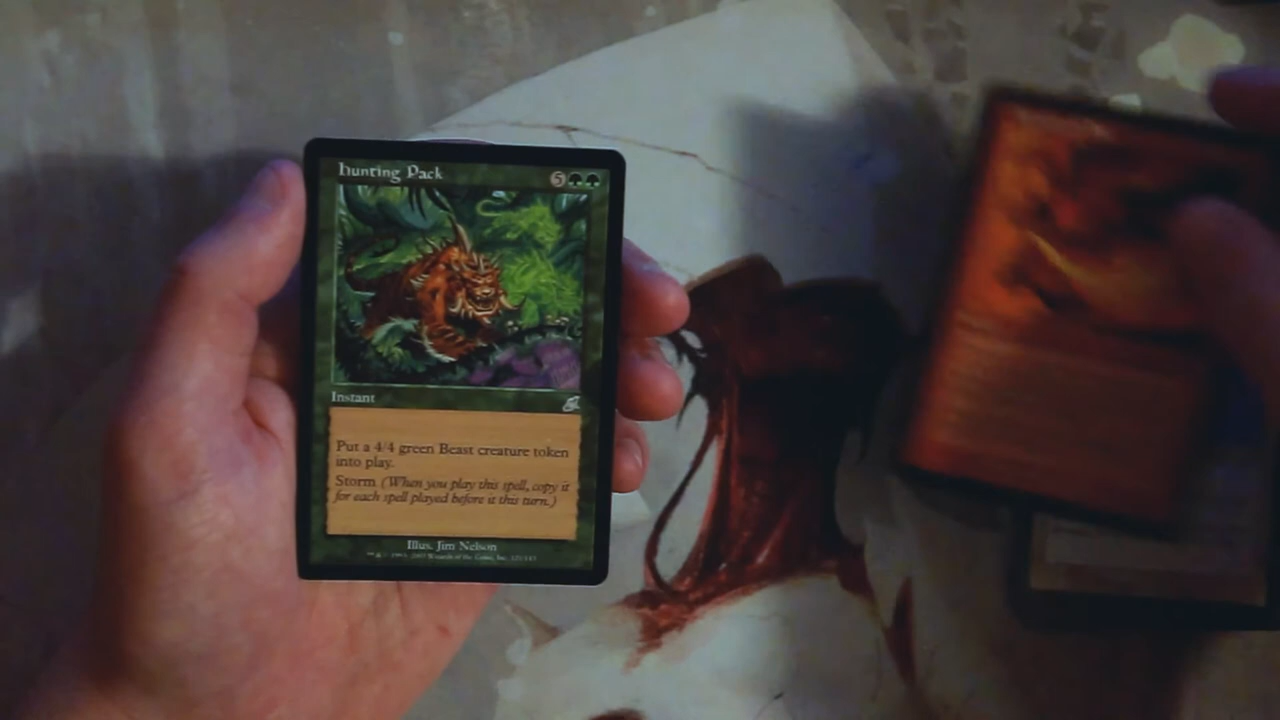 Hunting Pack
5
Instant
Put a 4/4 green Beast creature token
into play.
Storm (When you play this spell, copy it
for each spell played before it this turn.)
Illus. Jim Nelson